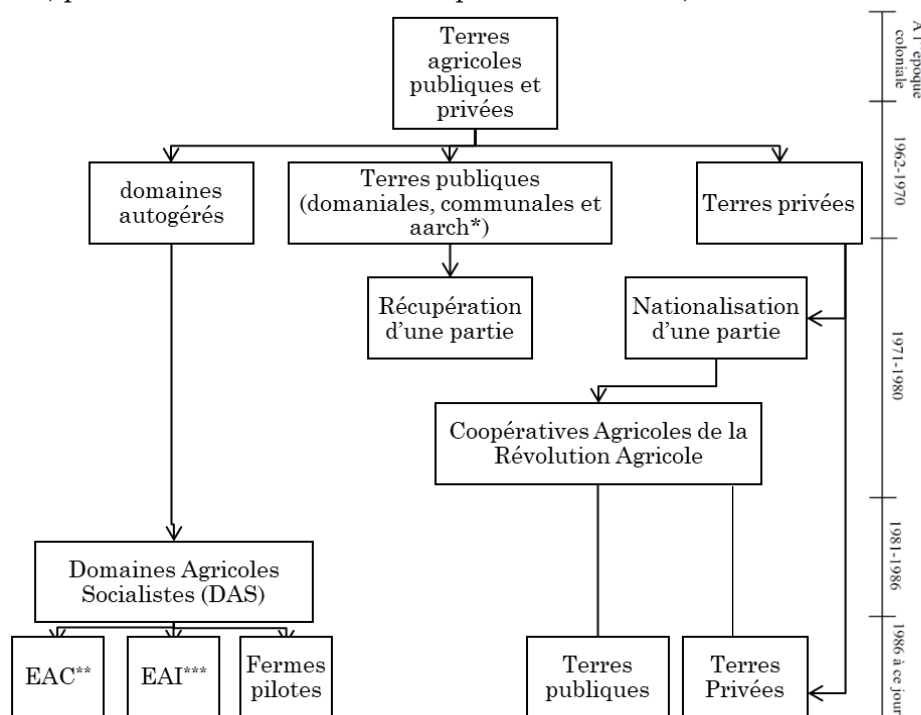 Terres
agricoles
publiques et
privées
A l'époque
coloniale
domaines
autogérés
Terres publiques
(domaniales, communales et
aarch*)
Terres privées
1962-1970
Récupération
d'une partie
Nationalisation
d'une partie
1971-1980
Coopératives Agricoles de la
Révolution Agricole
Domaines Agricoles
Socialistes (DAS)
1981-1986
EAC**
EAI***
Fermes
pilotes
Terres
publiques
Terres
Privées
1986 à ce jour